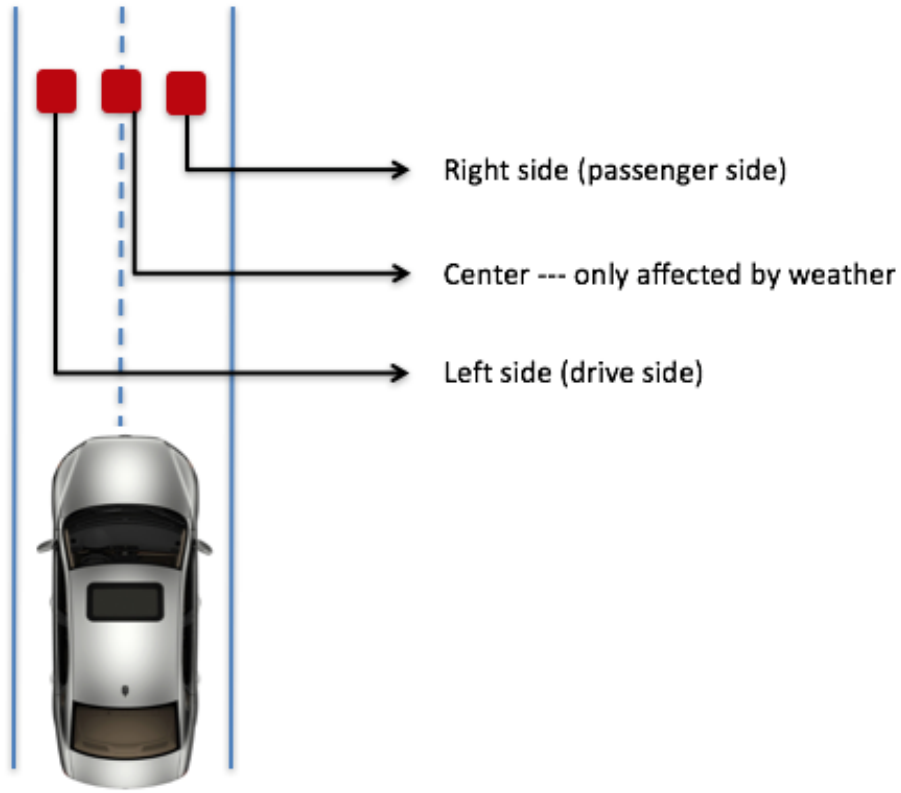 Right side (passenger side)
Center --- only affected by weather
Left side (drive side)